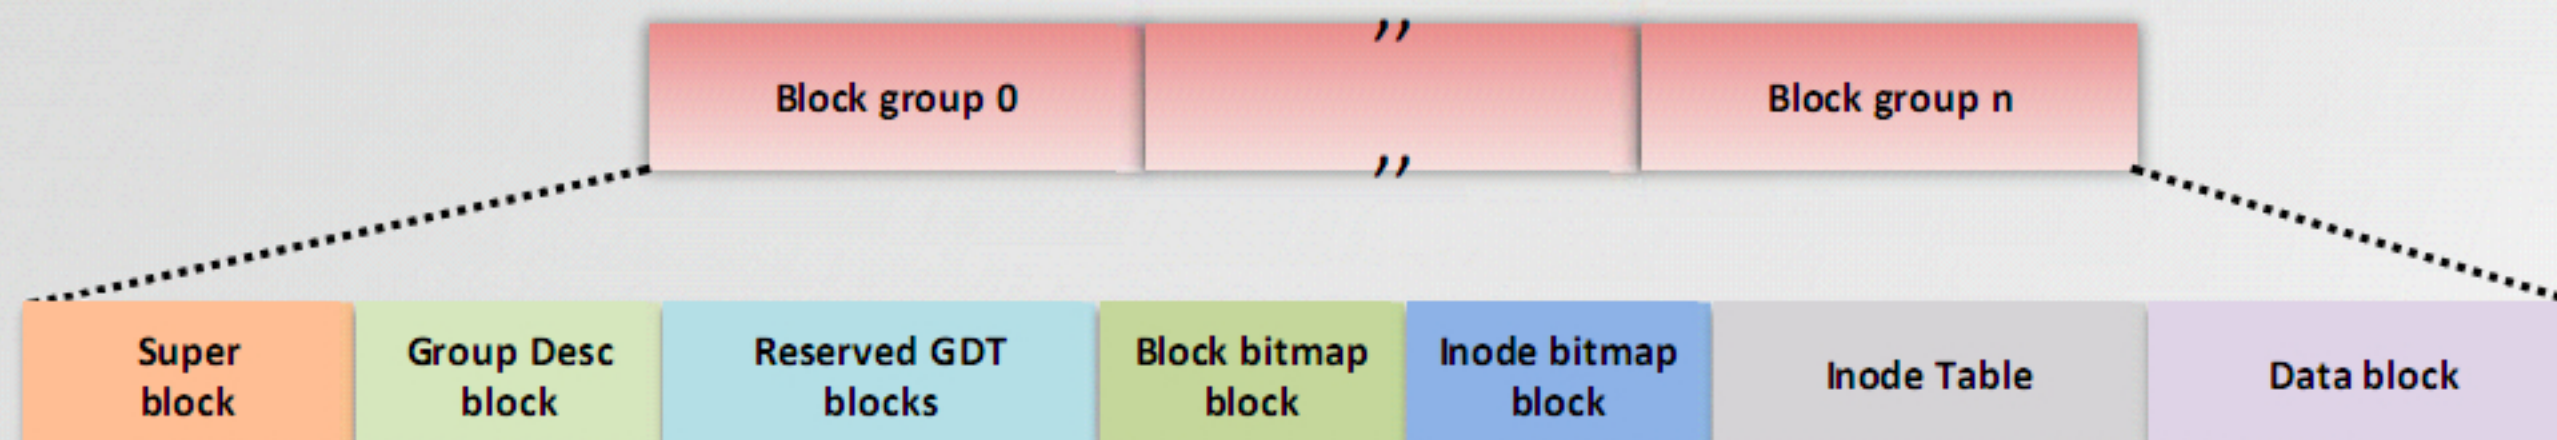 Block group 0
”
”
Block group n
Super
block
Group Desc
block
Reserved GDT
blocks
Block bitmap
block
Inode bitmap
block
Inode Table
Data block